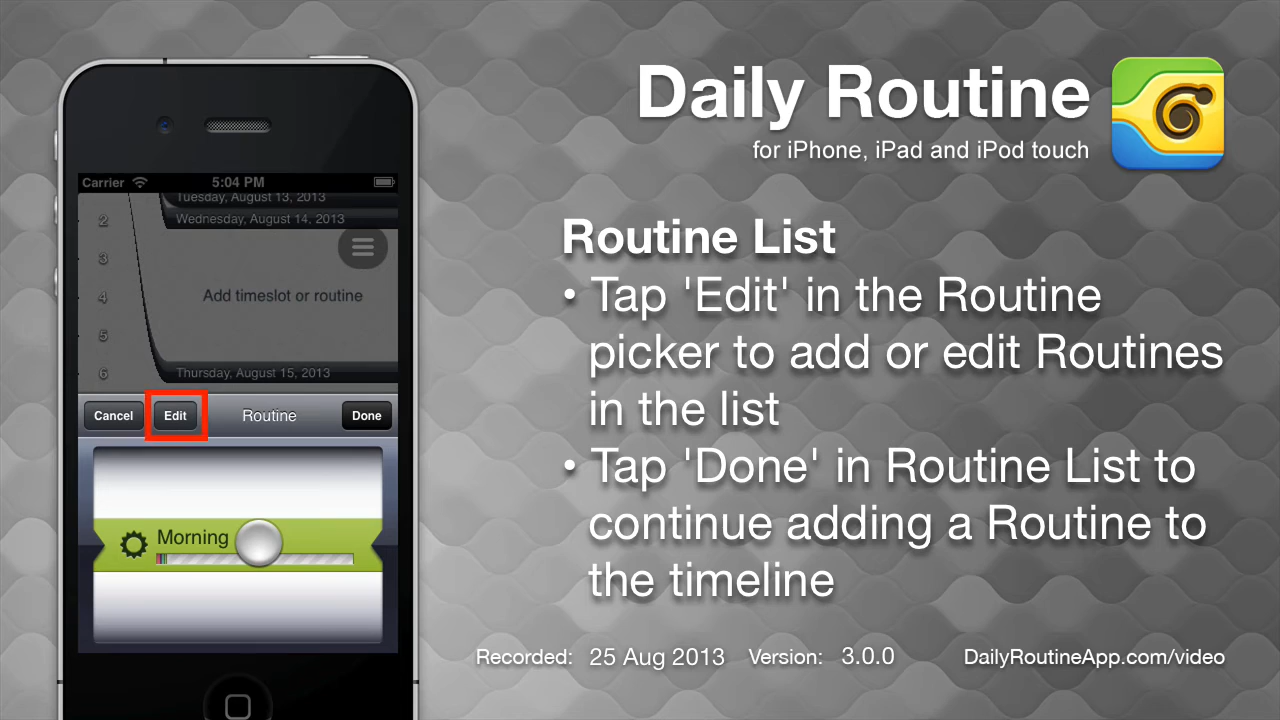 Daily Routine
for iPhone, iPad and iPod touch
Carrier 5:04 PM
Tuesday, August 13, 2013
2 Wednesday, August 14, 2013
3
4 Add timeslot or routine
5
6 Thursday, August 15, 2013
Cancel Edit Routine Done
Morning
Routine List
• Tap 'Edit' in the Routine
picker to add or edit Routines
in the list
• Tap 'Done' in Routine List to
continue adding a Routine to
the timeline
Recorded: 25 Aug 2013 Version: 3.0.0 DailyRoutineApp.com/video